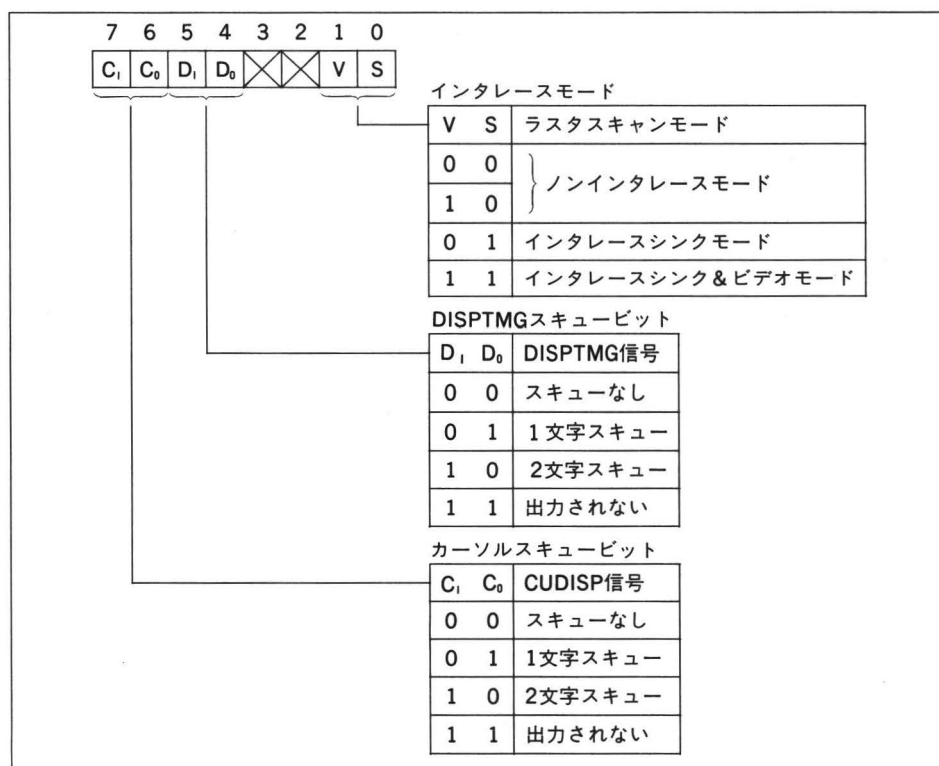 7 6 5 4 3 2 1 0
C₁ C₀ D₁ D₀ V S
インタレースモード
V S ラスタスキャンモード
0 0
ノンインタレースモード
1 0
0 1 インタレースシンクモード
1 1 インタレースシンク&ビデオモード
DISPTMGスキュービット
D₁ D₀ DISPTMG信号
0 0 スキューなし
0 1 1文字スキュー
1 0 2文字スキュー
1 1 出力されない
カーソルスキュービット
C₁ C₀ CUDISP信号
0 0 スキューなし
0 1 1文字スキュー
1 0 2文字スキュー
1 1 出力されない